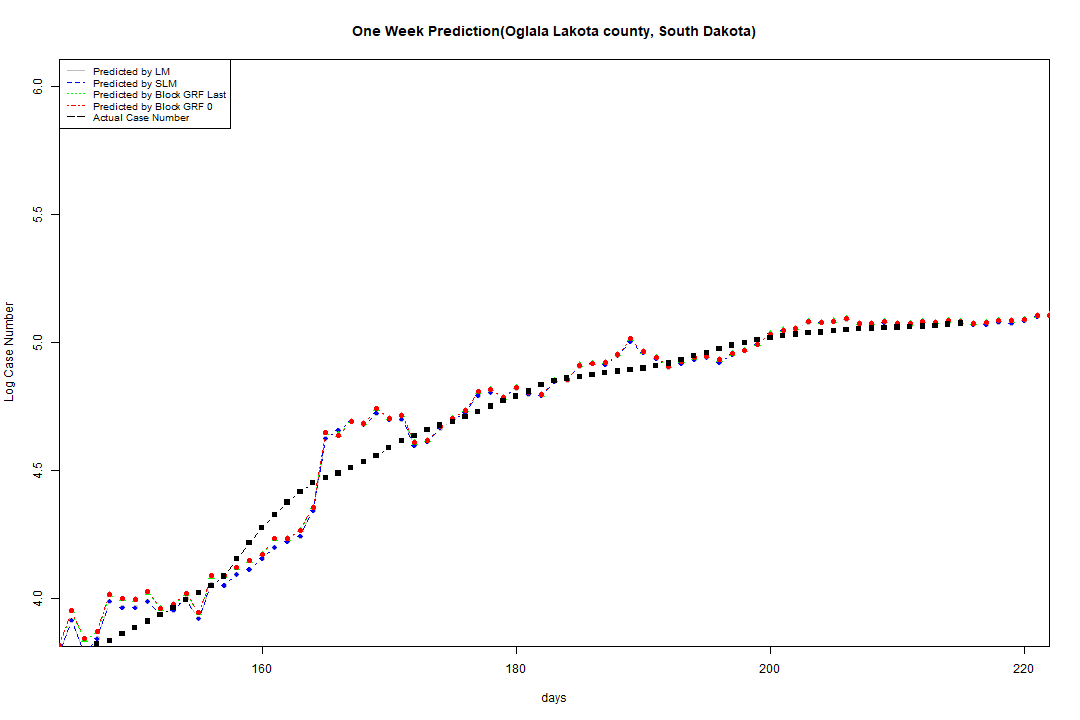 One Week Prediction(Oglala Lakota county, South Dakota)
Predicted by LM
Predicted by SLM
Predicted by Block GRF Last
Predicted by Block GRF 0
Actual Case Number
6.0
5.5
5.0
4.5
4.0
Log Case Number
160 180 200 220
days